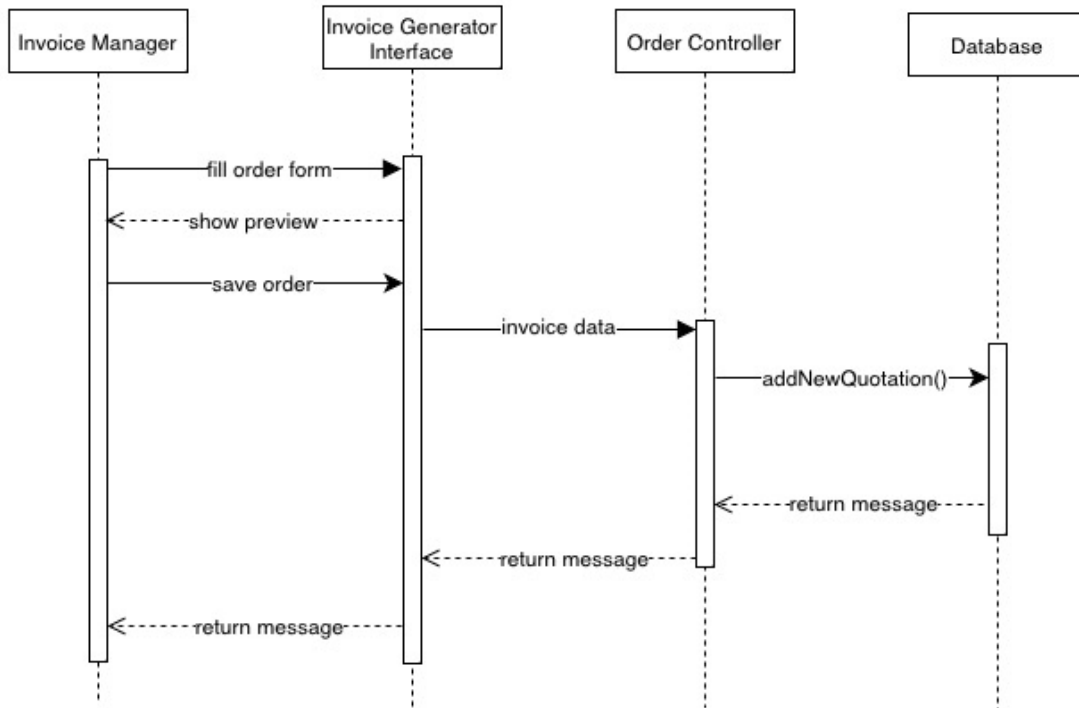 Invoice Manager
Invoice Generator
Interface
Order Controller
Database
fill order form
show preview
save order
invoice data
addNewQuotation()
return message
return message
return message